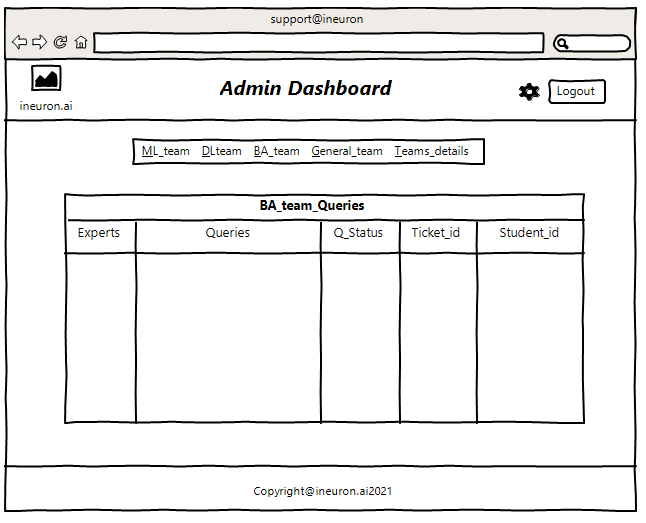 support@ineuron
ineuron.ai
Admin Dashboard
Logout
ML_team DLteam BA_team General_team Teams_details
BA_team_Queries
Experts Queries Q_Status Ticket_id Student_id
Copyright@ineuron.ai2021